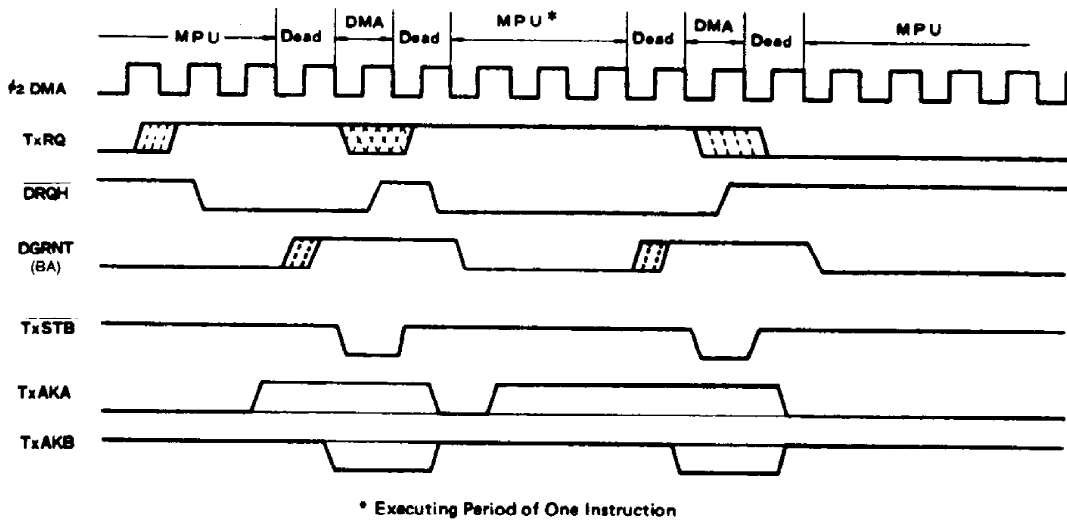 MPU Dead DMA Dead MPU* Dead DMA Dead MPU
ϕ2 DMA
TxRQ
DRQH
DGRNT
(BA)
TxSTB
TxAKA
TxAKB
* Executing Period of One Instruction